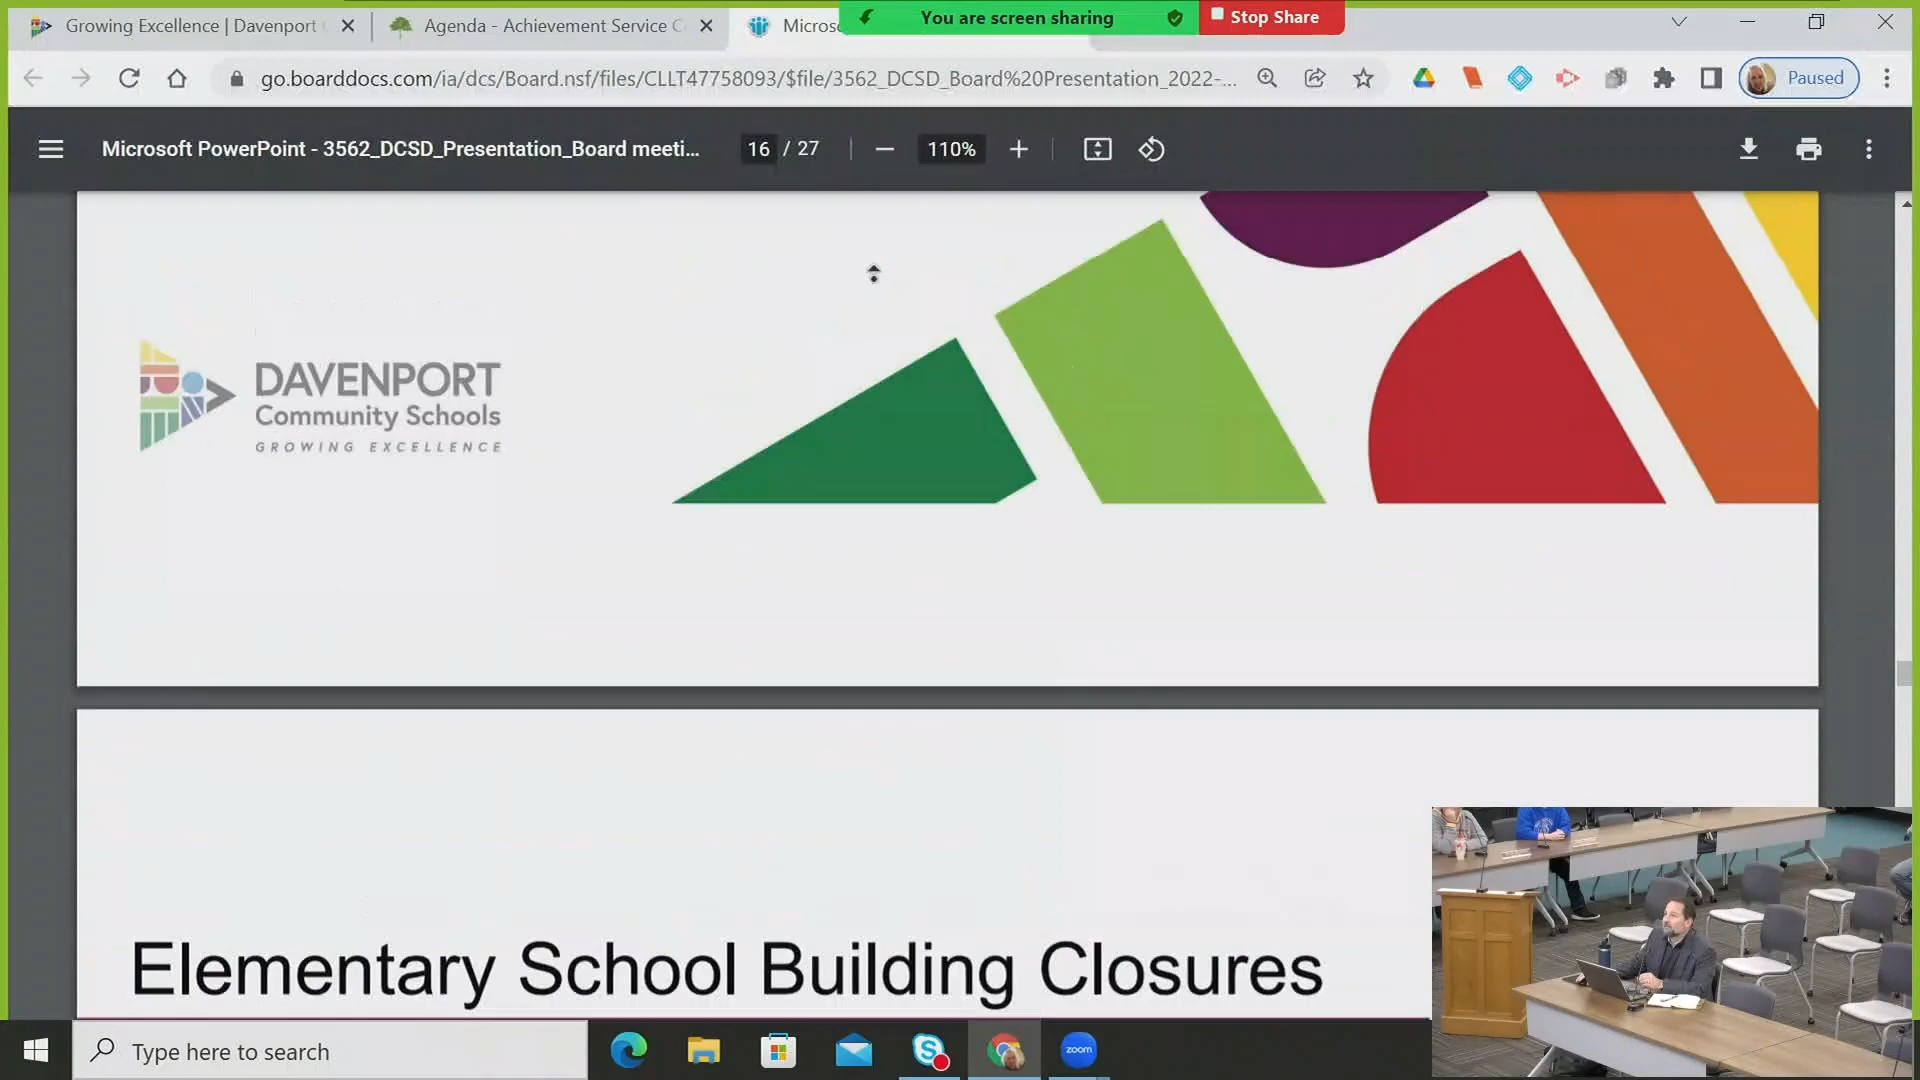 You are screen sharing
Stop Share
Growing Excellence | Davenport
Agenda - Achievement Service C
Micros
go.boarddocs.com/ia/dcs/Board.nsf/files/CLLT47758093/$file/3562_DCSD_Board%20Presentation_2022-...
Paused
Microsoft PowerPoint - 3562_DCSD_Presentation_Board meeti...
16 / 27
110%
DAVENPORT
Community Schools
GROWING EXCELLENCE
Elementary School Building Closures
Type here to search
zoom